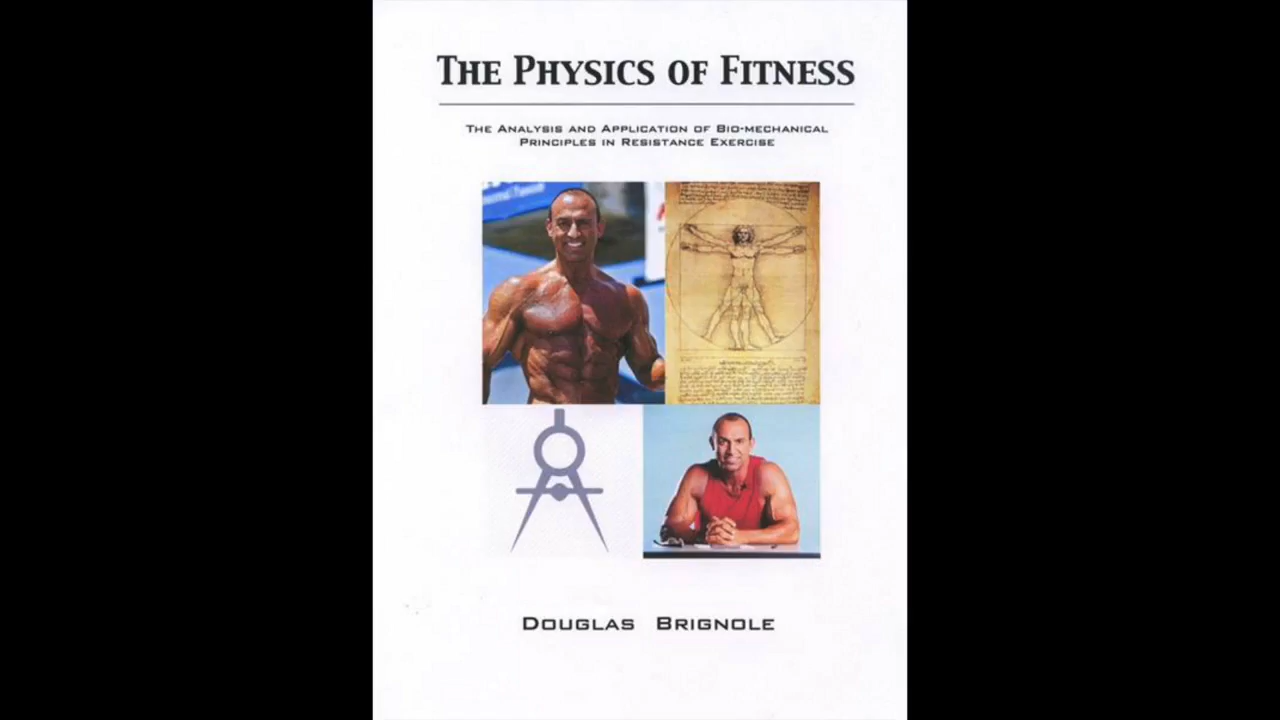 THE PHYSICS OF FITNESS
THE ANALYSIS AND APPLICATION OF BIO-MECHANICAL
PRINCIPLES IN RESISTANCE EXERCISE
DOUGLAS BRIGNOLE